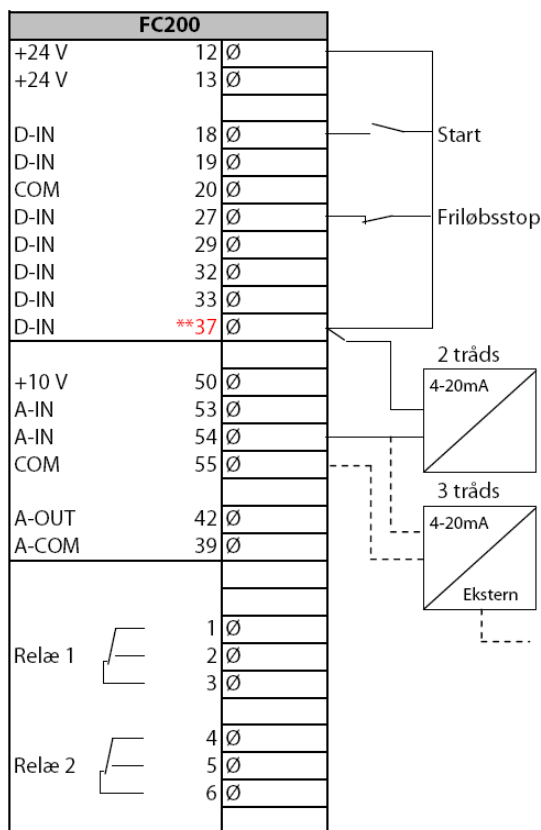 FC200
+24 V 12 Ø
+24 V 13 Ø
D-IN 18 Ø Start
D-IN 19 Ø
COM 20 Ø
D-IN 27 Ø Friløbsstop
D-IN 29 Ø
D-IN 32 Ø
D-IN 33 Ø
D-IN **37 Ø
2 tråds
+10 V 50 Ø 4-20mA
A-IN 53 Ø
A-IN 54 Ø
COM 55 Ø
3 tråds
A-OUT 42 Ø 4-20mA
A-COM 39 Ø
Ekstern
1 Ø
Relæ 1 2 Ø
3 Ø
4 Ø
Relæ 2 5 Ø
6 Ø